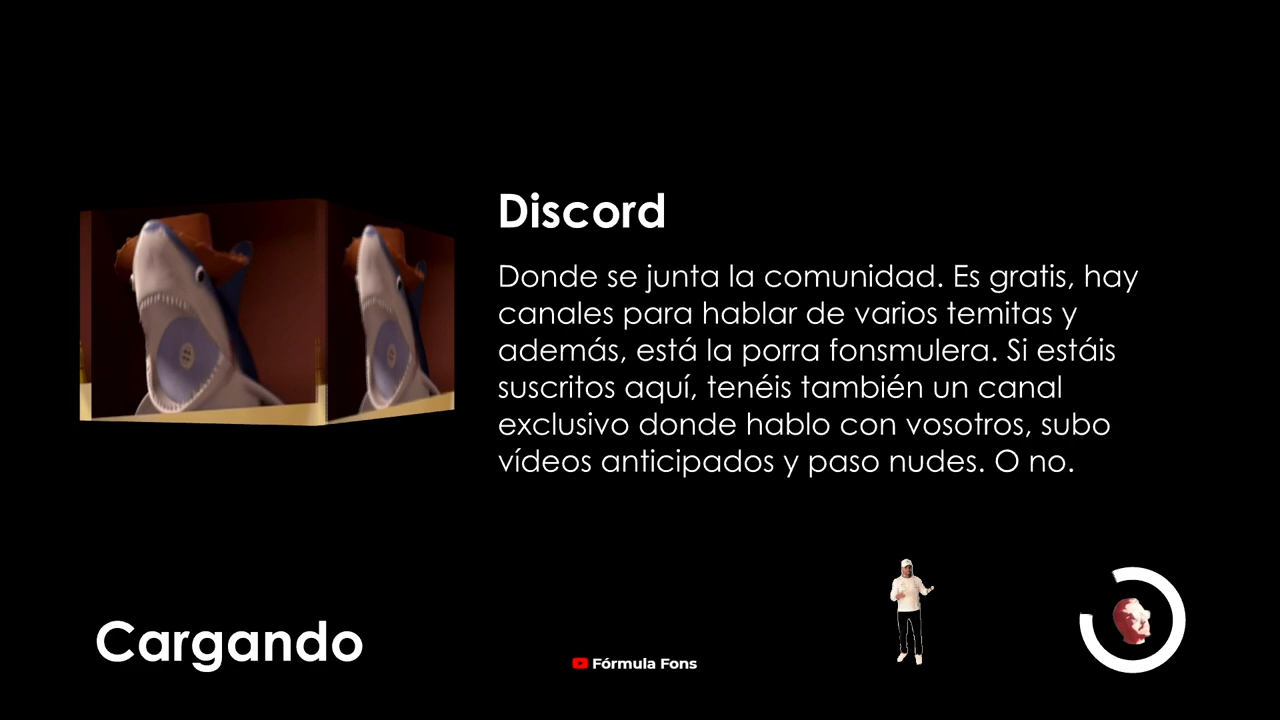 Discord
Donde se junta la comunidad. Es gratis, hay
canales para hablar de varios temitas y
además, está la porra fonsmulera. Si estáis
suscritos aquí, tenéis también un canal
exclusivo donde hablo con vosotros, subo
vídeos anticipados y paso nudes. O no.
Cargando
Fórmula Fons